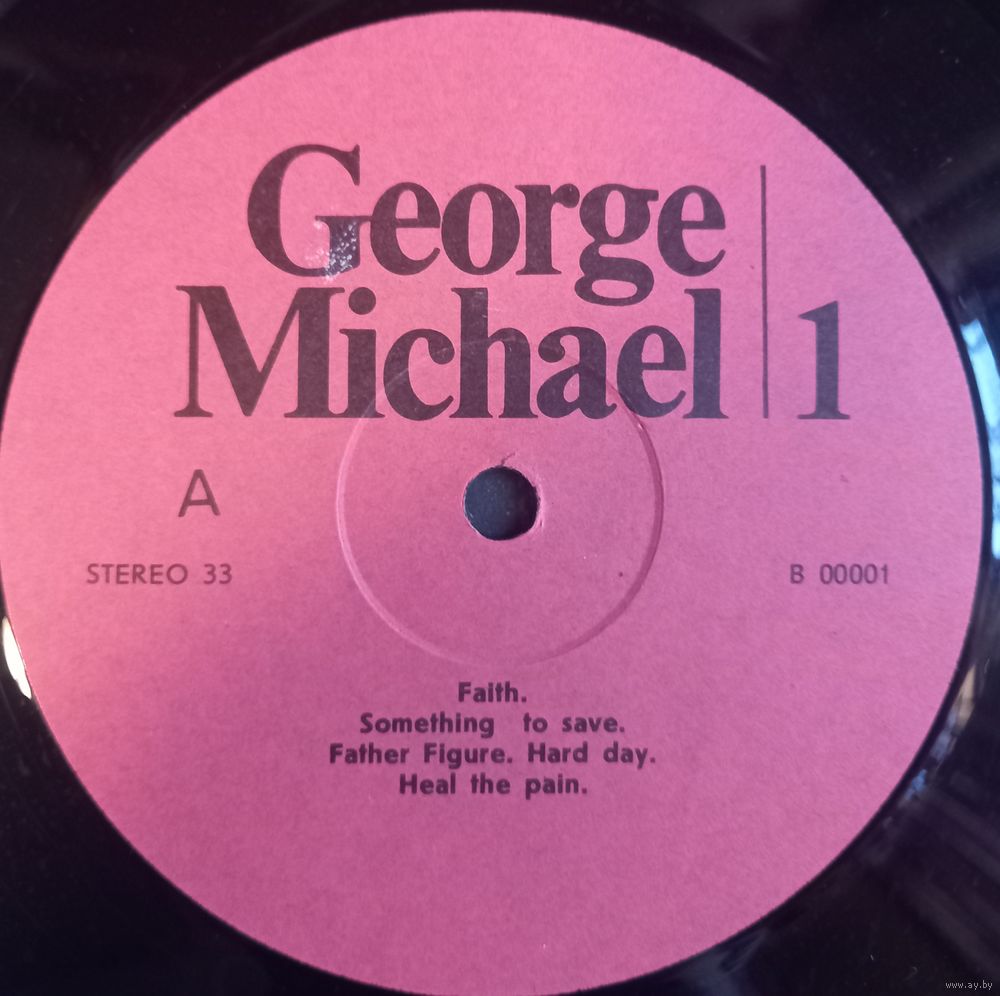 George
Michael 1
A
STEREO 33
B 00001
Faith.
Something to save.
Father Figure. Hard day.
Heal the pain.
www.ay.by